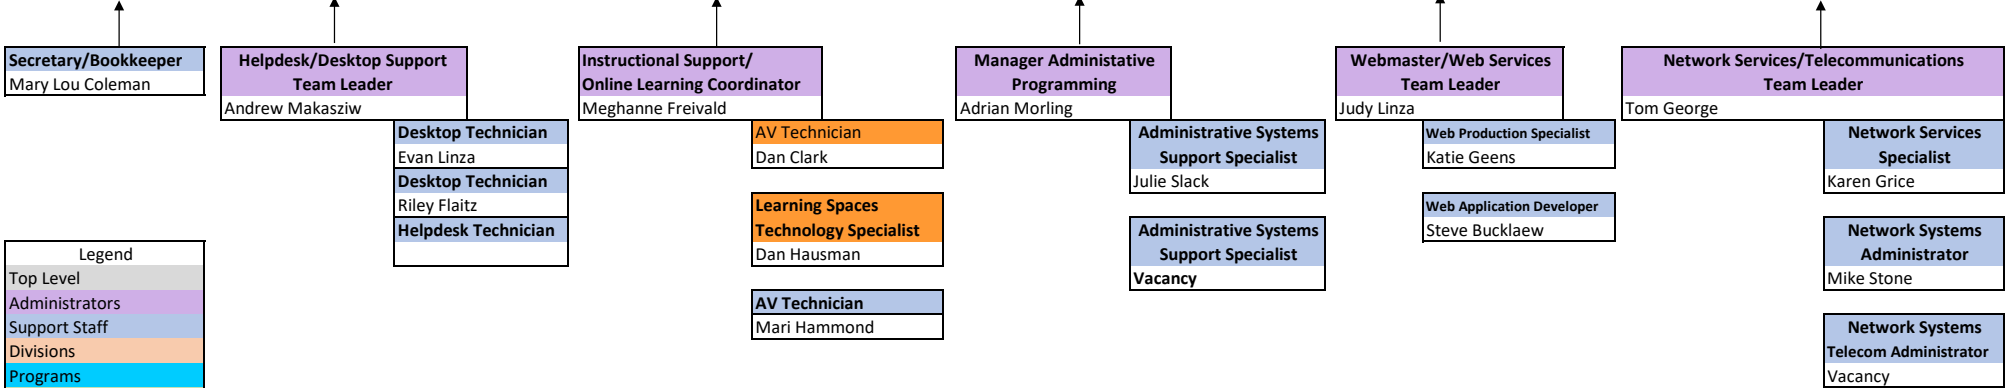 Secretary/Bookkeeper
Mary Lou Coleman
Helpdesk/Desktop Support
Team Leader
Andrew Makasziw
Desktop Technician
Evan Linza
Desktop Technician
Riley Flaitz
Helpdesk Technician
Instructional Support/
Online Learning Coordinator
Meghanne Freivald
AV Technician
Dan Clark
Learning Spaces
Technology Specialist
Dan Hausman
AV Technician
Mari Hammond
Manager Administative
Programming
Adrian Morling
Administrative Systems
Support Specialist
Julie Slack
Administrative Systems
Support Specialist
Vacancy
Webmaster/Web Services
Team Leader
Judy Linza
Web Production Specialist
Katie Geens
Web Application Developer
Steve Bucklaew
Network Services/Telecommunications
Team Leader
Tom George
Network Services
Specialist
Karen Grice
Network Systems
Administrator
Mike Stone
Network Systems
Telecom Administrator
Vacancy
Legend
Top Level
Administrators
Support Staff
Divisions
Programs